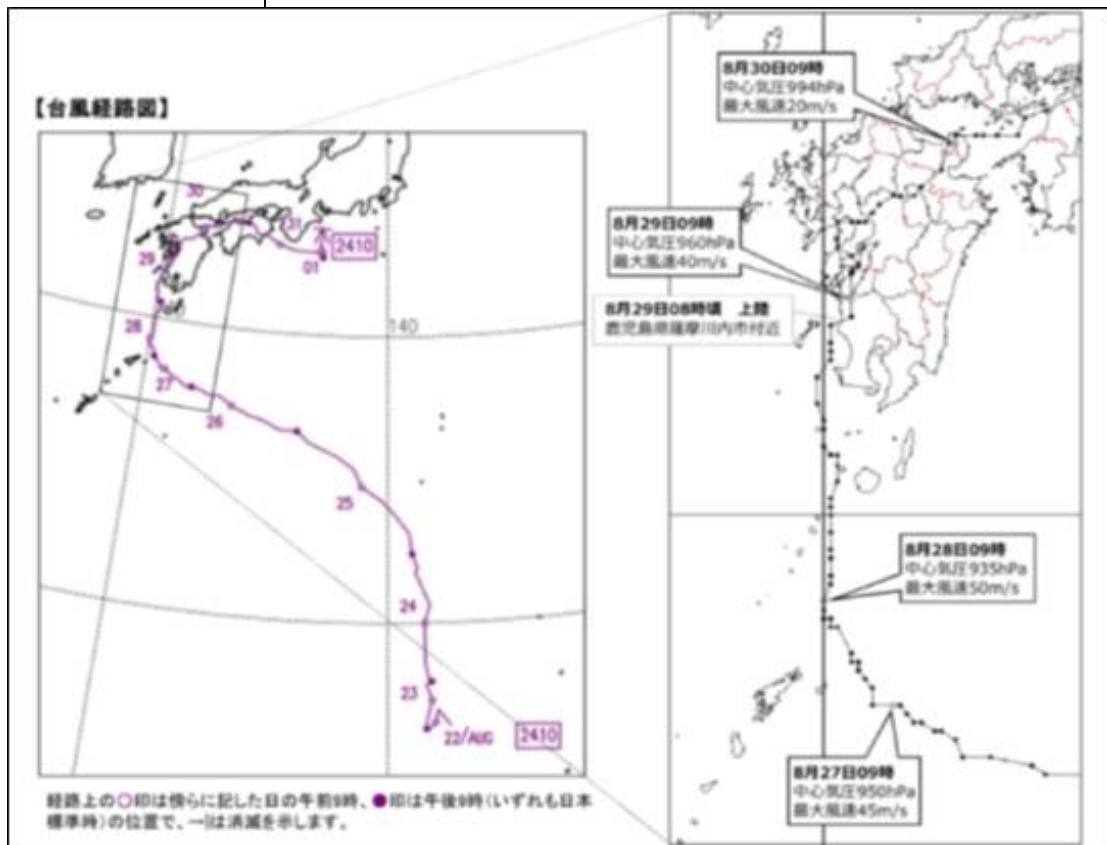 【台風経路図】
30
31
2410
29
01
28
140
27
26
25
24
23
22/AUG
2410
経路上の○印は傍らに記した日の午前9時、●印は午後9時(いずれも日本
標準時)の位置で、→|は消滅を示します。
8月30日09時
中心気圧994hPa
最大風速20m/s
8月29日09時
中心気圧960hPa
最大風速40m/s
8月29日08時頃 上陸
鹿児島県薩摩川内市付近
8月28日09時
中心気圧935hPa
最大風速50m/s
8月27日09時
中心気圧950hPa
最大風速45m/s